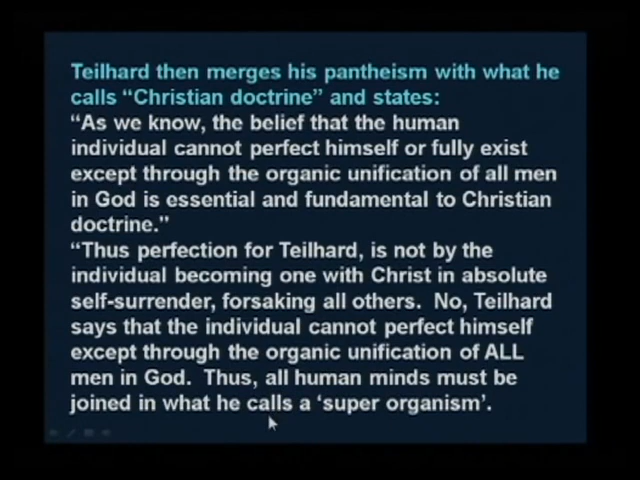 Teilhard then merges his pantheism with what he
calls “Christian doctrine” and states:
“As we know, the belief that the human
individual cannot perfect himself or fully exist
except through the organic unification of all men
in God is essential and fundamental to Christian
doctrine.”
“Thus perfection for Teilhard, is not by the
individual becoming one with Christ in absolute
self-surrender, forsaking all others.  No, Teilhard
says that the individual cannot perfect himself
except through the organic unification of ALL
men in God.  Thus, all human minds must be
joined in what he calls a ‘super organism’.